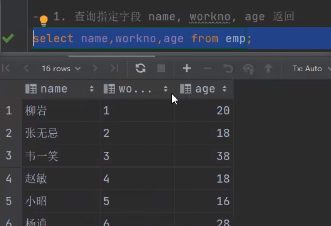 - 1. 查询指定字段 name, workno, age 返回
select name,workno,age from emp;
16 rows
Tx: Auto
name wo... age
1 柳岩 1 20
2 张无忌 2 18
3 韦一笑 3 38
4 赵敏 4 18
5 小昭 5 16
6 杨逍 6 28